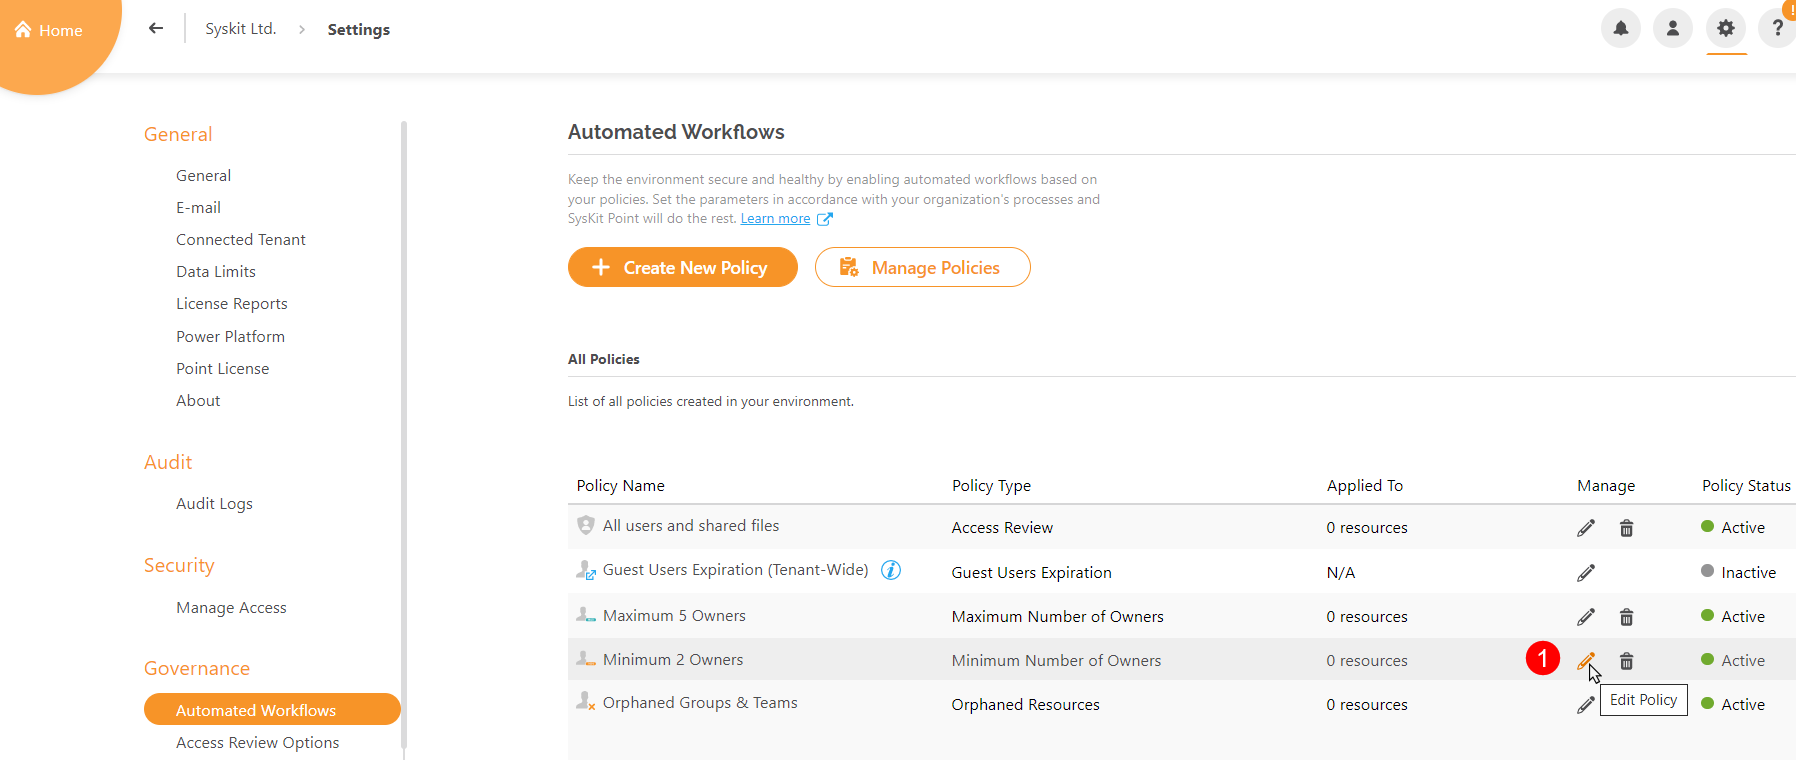 Home
Syskit Ltd. > Settings
?
!
General
General
E-mail
Connected Tenant
Data Limits
License Reports
Power Platform
Point License
About
Audit
Audit Logs
Security
Manage Access
Governance
Automated Workflows
Access Review Options
Automated Workflows
Keep the environment secure and healthy by enabling automated workflows based on
your policies. Set the parameters in accordance with your organization's processes and
SysKit Point will do the rest. Learn more
+ Create New Policy
Manage Policies
All Policies
List of all policies created in your environment.
Policy Name Policy Type Applied To Manage Policy Status
All users and shared files Access Review 0 resources Active
Guest Users Expiration (Tenant-Wide) i Guest Users Expiration N/A Inactive
Maximum 5 Owners Maximum Number of Owners 0 resources Active
Minimum 2 Owners Minimum Number of Owners 0 resources 1 Active
Orphaned Groups & Teams Orphaned Resources 0 resources Active
Edit Policy